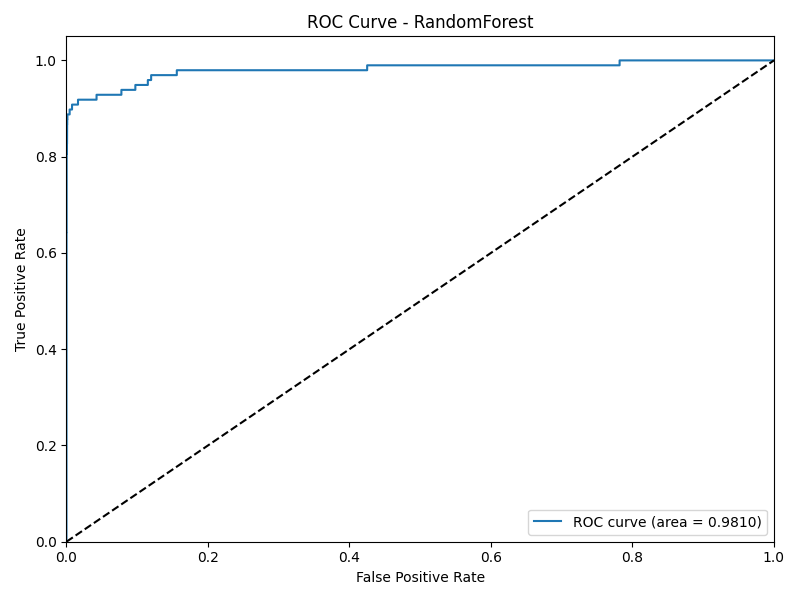 ROC Curve - RandomForest
True Positive Rate
1.0
0.8
0.6
0.4
0.2
0.0
0.0 0.2 0.4 0.6 0.8 1.0
False Positive Rate
ROC curve (area = 0.9810)